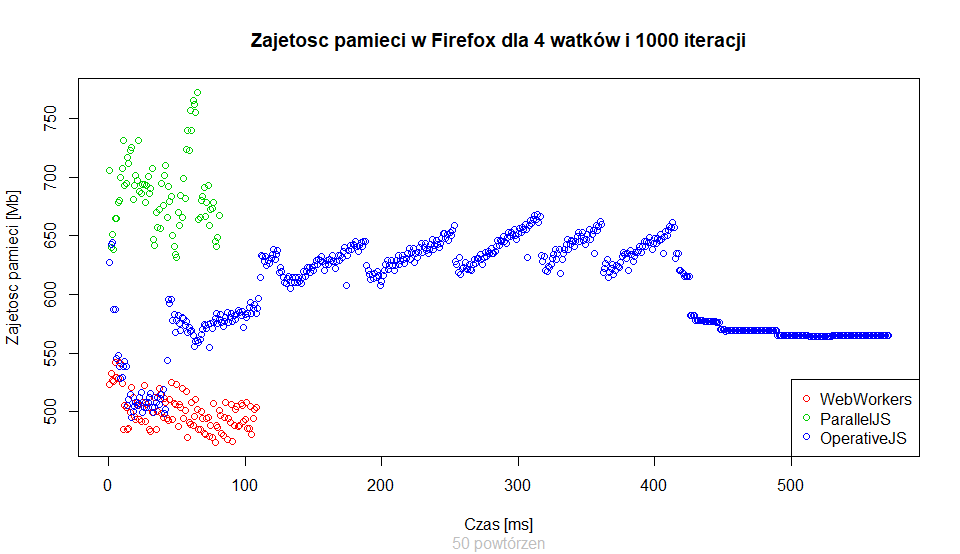 Zajetosc pamieci w Firefox dla 4 watków i 1000 iteracji
Zajetosc pamieci [Mb]
750
700
650
600
550
500
0 100 200 300 400 500
WebWorkers
ParallelJS
OperativeJS
Czas [ms]
50 powtórzen